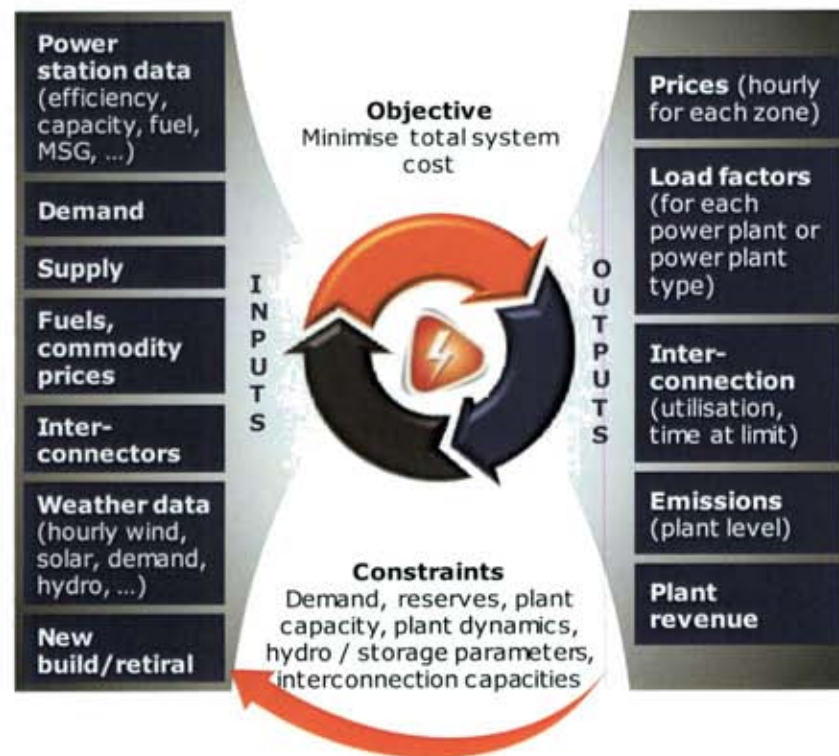 Power
station data
(efficiency,
capacity, fuel,
MSG, ...)
Demand
Supply
Fuels,
commodity
prices
Inter-
connectors
Weather data
(hourly wind,
solar, demand,
hydro, ...)
New
build/retiral
INPUTS
Objective
Minimise total system
cost
Constraints
Demand, reserves, plant
capacity, plant dynamics,
hydro / storage parameters,
interconnection capacities
OUTPUTS
Prices (hourly
for each zone)
Load factors
(for each
power plant or
power plant
type)
Inter-
connection
(utilisation,
time at limit)
Emissions
(plant level)
Plant
revenue